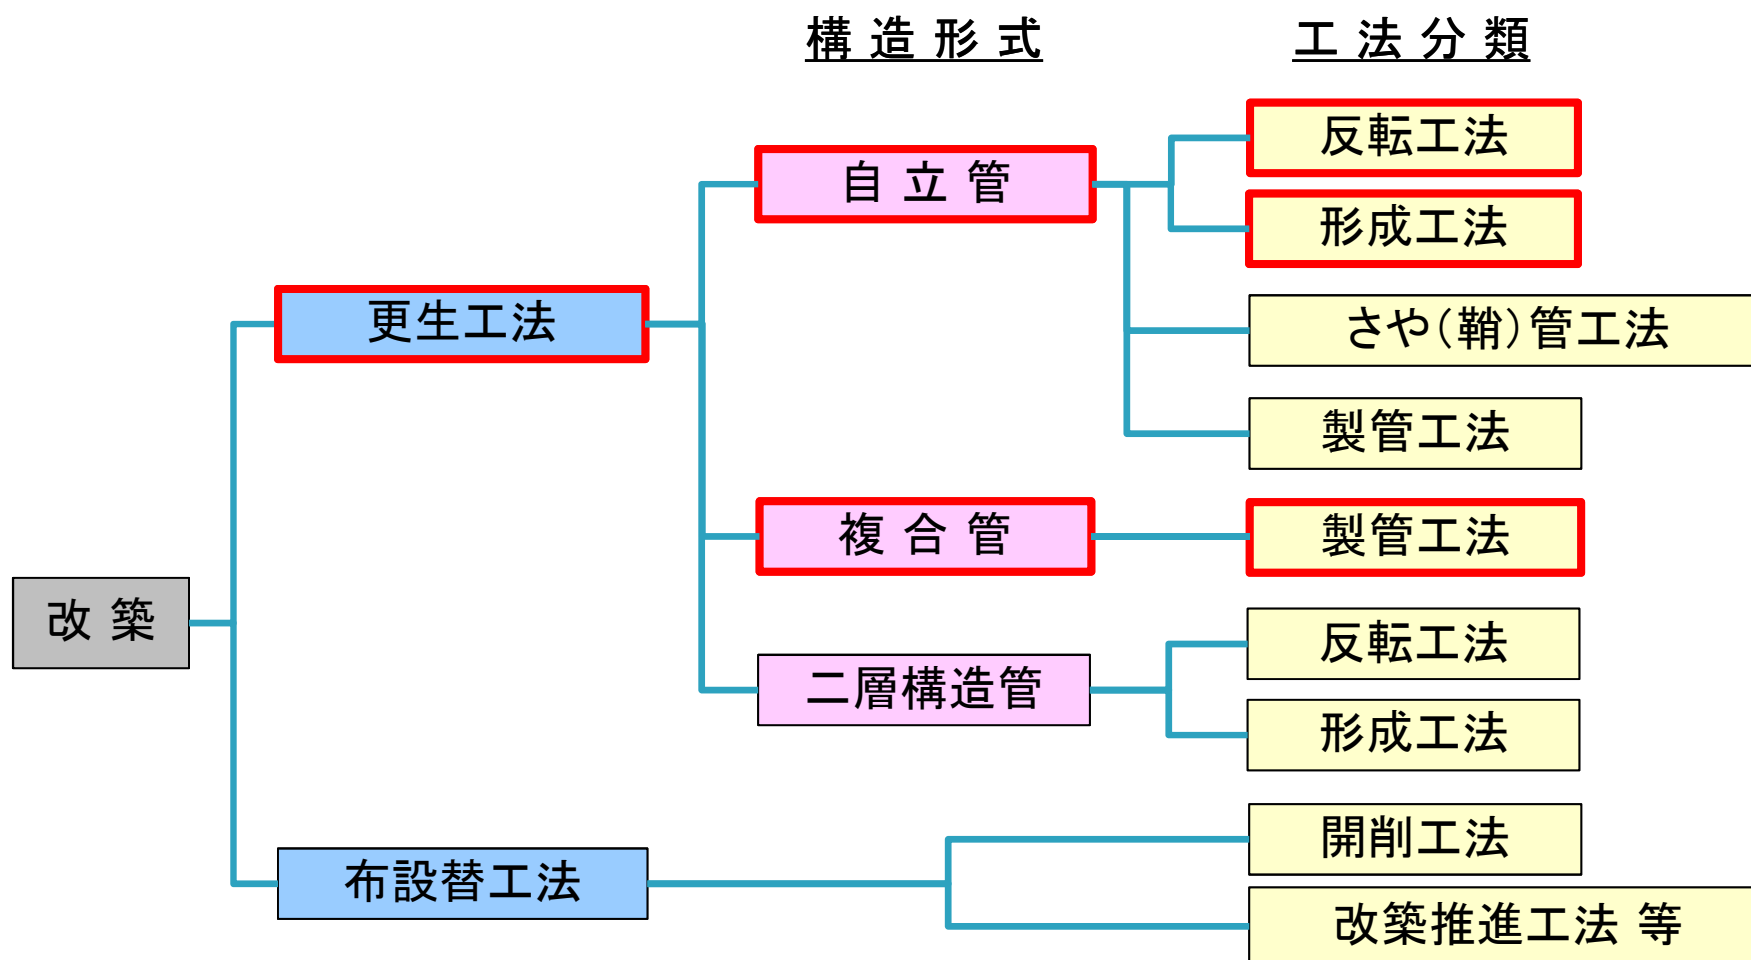 構造形式
工法分類
反転工法
自立管
形成工法
更生工法
さや(鞘)管工法
製管工法
複合管
製管工法
改築
反転工法
二層構造管
形成工法
開削工法
布設替工法
改築推進工法 等